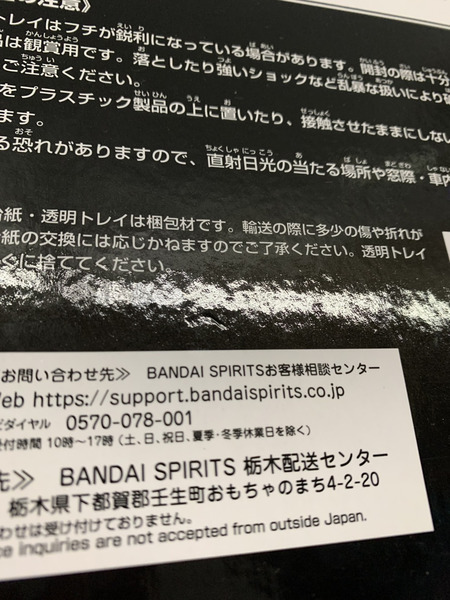 の注意》
トレイはフチが鋭利になっている場合があります。開封の際は十分
品は観賞用です。落としたり強いショックなど乱暴な扱いにより
ご注意ください。
をプラスチック製品の上に置いたり、接触させたままにしない
ます。
る恐れがありますので、直射日光の当たる場所や窓際・車内
台紙・透明トレイは梱包材です。輸送の際に多少の傷や折れが
紙の交換には応じかねますのでご了承ください。透明トレイ
ぐに捨ててください。
お問い合わせ先≫ BANDAI SPIRITSお客様相談センター
Web https://support.bandaispirits.co.jp
ダイヤル 0570-078-001
受付時間 10時〜17時(土、日、祝日、夏季・冬季休業日を除く)
先≫ BANDAI SPIRITS 栃木配送センター
栃木県下都賀郡壬生町おもちゃのまち4-2-20
わせは受け付けておりません。
ce inquiries are not accepted from outside Japan.